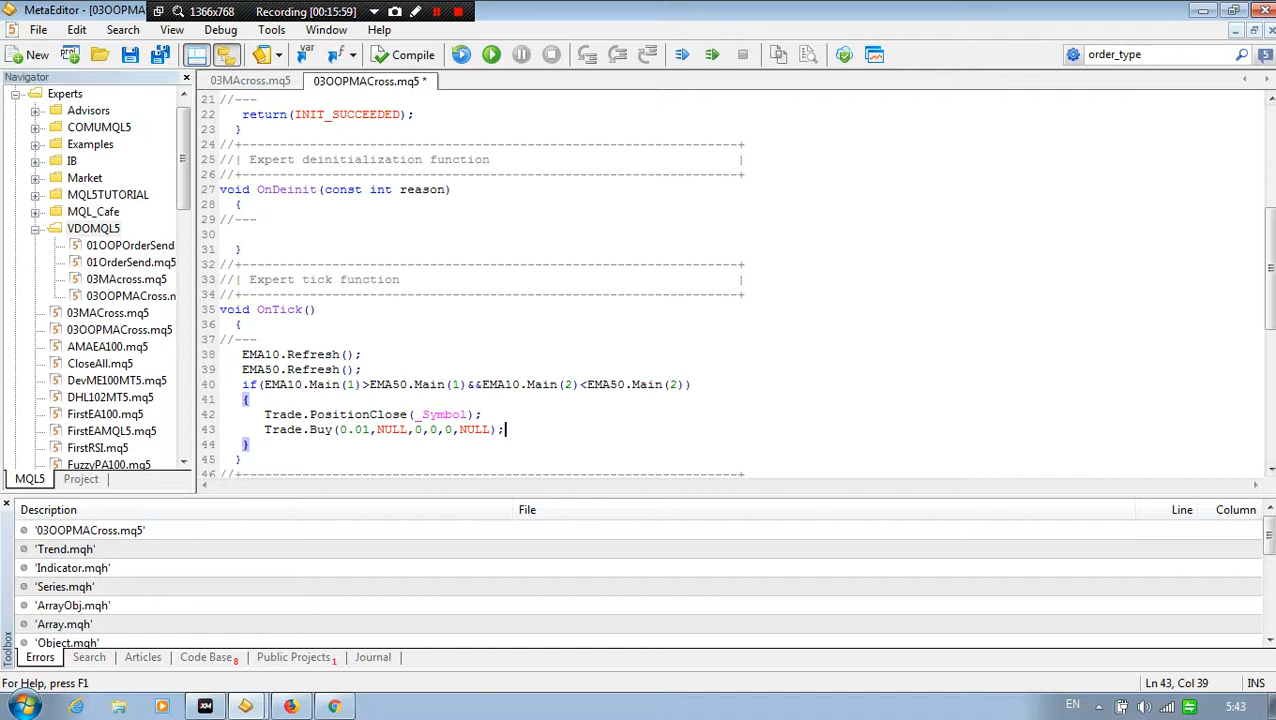 MetaEditor - [03OOPMA
1366x768
Recording [00:15:59]
File
Edit
Search
View
Debug
Tools
Window
Help
New
var
Compile
order_type
5
Navigator
Experts
Advisors
COMUMQL5
Examples
IB
Market
MQL5TUTORIAL
MQL_Cafe
VDOMQL5
01OOPOrderSend
01OrderSend.mq5
03MAcross.mq5
03OOPMACross.m
03MACross.mq5
03OOPMACross.mq5
AMAEA100.mq5
CloseAll.mq5
DevME100MT5.mq5
DHL102MT5.mq5
FirstEA100.mq5
FirstEAMQL5.mq5
FirstRSI.mq5
FuzzyPA100.mq5
MQL5
Project
03MAcross.mq5
03OOPMACross.mq5 *
21 //---
22 return(INIT_SUCCEEDED);
23 }
24 //+------------------------------------------------------------------+
25 //| Expert deinitialization function |
26 //+------------------------------------------------------------------+
27 void OnDeinit(const int reason)
28 {
29 //---
30
31 }
32 //+------------------------------------------------------------------+
33 //| Expert tick function |
34 //+------------------------------------------------------------------+
35 void OnTick()
36 {
37 //---
38 EMA10.Refresh();
39 EMA50.Refresh();
40 if(EMA10.Main(1)>EMA50.Main(1)&&EMA10.Main(2)<EMA50.Main(2))
41 {
42 Trade.PositionClose(_Symbol);
43 Trade.Buy(0.01,NULL,0,0,0,NULL);
44 }
45 }
46 //+------------------------------------------------------------------+
Description
File
Line
Column
'03OOPMACross.mq5'
'Trend.mqh'
'Indicator.mqh'
'Series.mqh'
'ArrayObj.mqh'
'Array.mqh'
'Object.mqh'
Toolbox
Errors
Search
Articles
Code Base 8
Public Projects 1
Journal
For Help, press F1
Ln 43, Col 39
INS
XM
EN
5:43